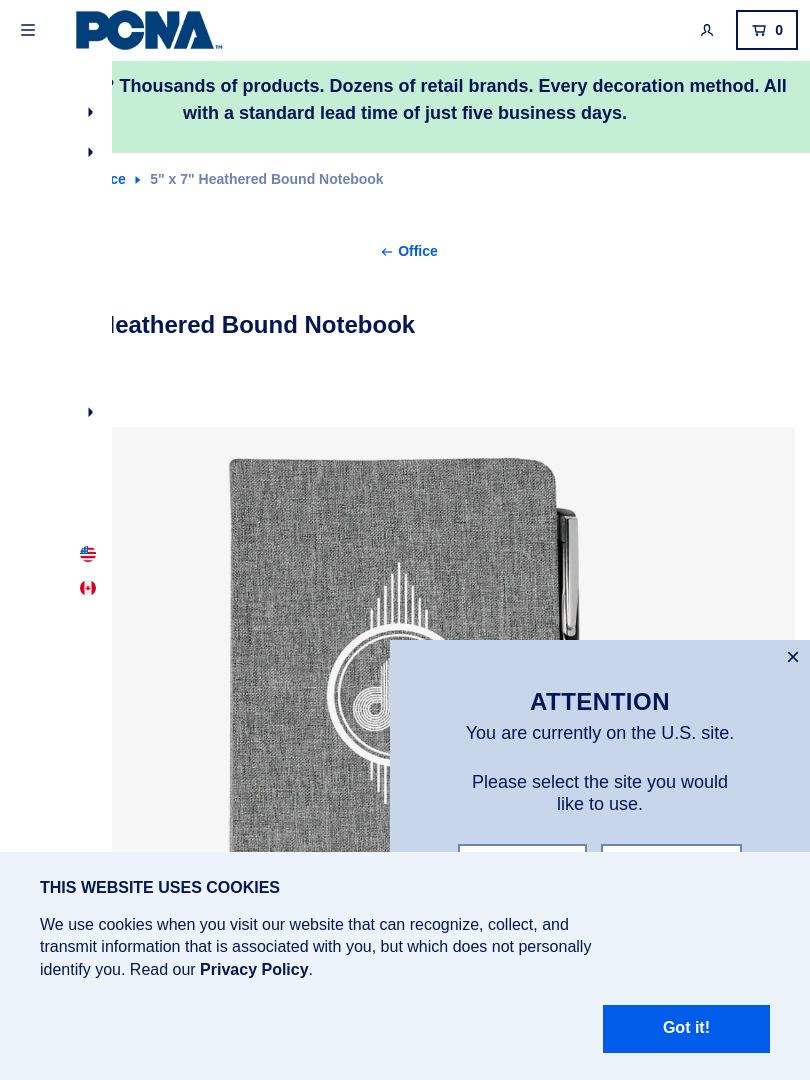 PCNA™
0
? Thousands of products. Dozens of retail brands. Every decoration method. All
with a standard lead time of just five business days.
ce 5" x 7" Heathered Bound Notebook
Office
Heathered Bound Notebook
ATTENTION
You are currently on the U.S. site.
Please select the site you would
like to use.
THIS WEBSITE USES COOKIES
We use cookies when you visit our website that can recognize, collect, and
transmit information that is associated with you, but which does not personally
identify you. Read our Privacy Policy.
Got it!